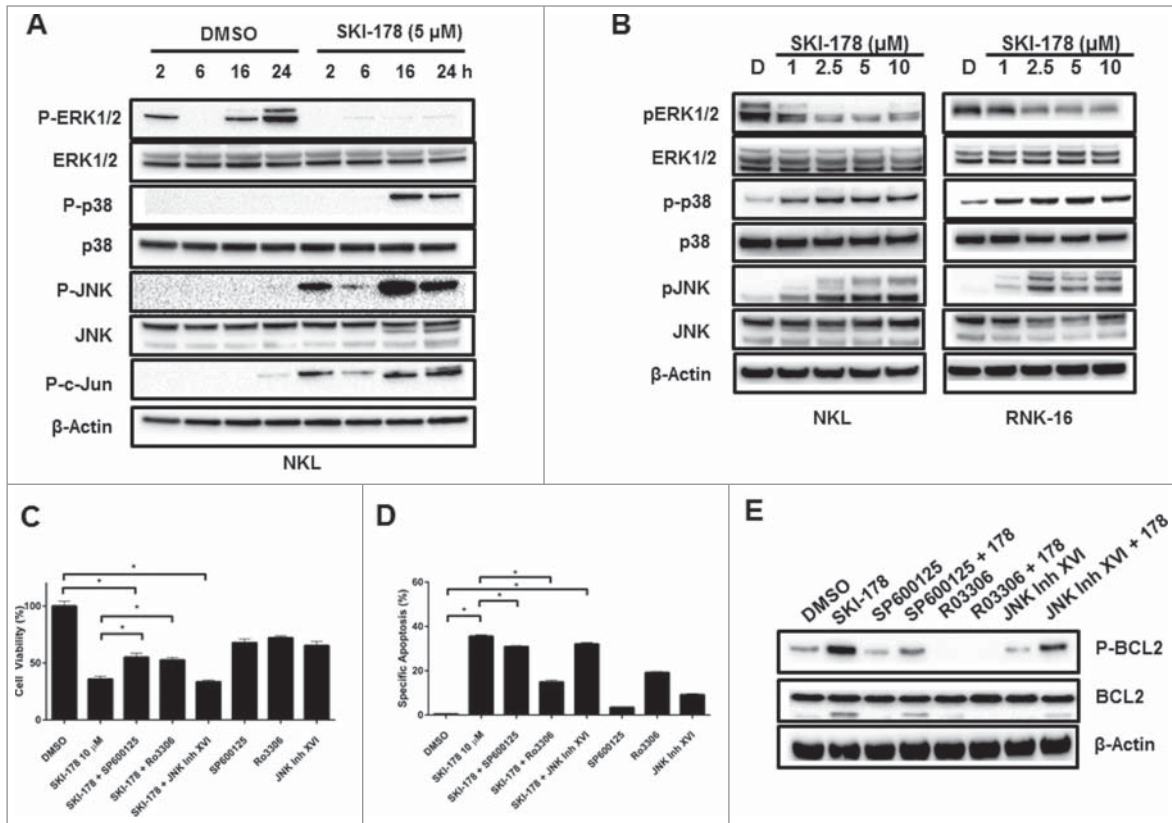 A
DMSO SKI-178 (5 µM)
2 6 16 24 2 6 16 24 h
P-ERK1/2
ERK1/2
P-p38
p38
P-JNK
JNK
P-c-Jun
β-Actin
NKL
B
SKI-178 (µM) SKI-178 (µM)
D 1 2.5 5 10 D 1 2.5 5 10
pERK1/2
ERK1/2
p-p38
p38
pJNK
JNK
β-Actin
NKL RNK-16
C
Cell Viability (%)
100
50
0
* * * *
DMSO
SKI-178 10 µM
SKI-178 + SP600125
SKI-178 + Ro3306
SKI-178 + JNK Inh XVI
SP600125
Ro3306
JNK Inh XVI
D
Specific Apoptosis (%)
60
40
20
0
* * * *
DMSO
SKI-178 10 µM
SKI-178 + SP600125
SKI-178 + Ro3306
SKI-178 + JNK Inh XVI
SP600125
Ro3306
JNK Inh XVI
E
DMSO
SKI-178
SP600125
SP600125 + 178
R03306
R03306 + 178
JNK Inh XVI
JNK Inh XVI + 178
P-BCL2
BCL2
β-Actin